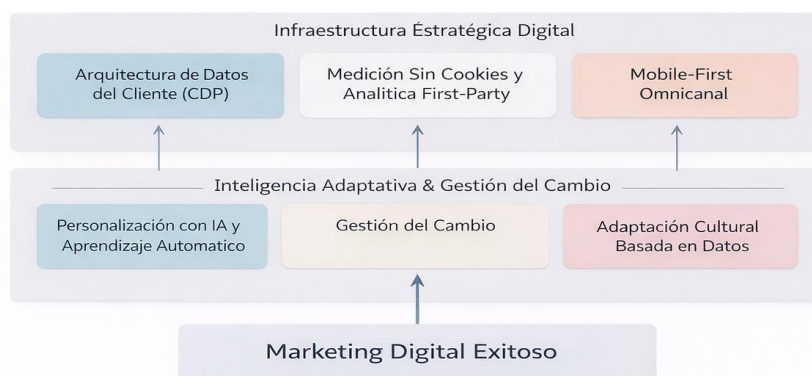 Infraestructura Éstratégica Digital
Arquitectura de Datos
del Cliente (CDP)
Medición Sin Cookies y
Analitica First-Party
Mobile-First
Omnicanal
Inteligencia Adaptativa & Gestión del Cambio
Personalización con IA y
Aprendizaje Automatico
Gestión del Cambio
Adaptación Cultural
Basada en Datos
Marketing Digital Exitoso